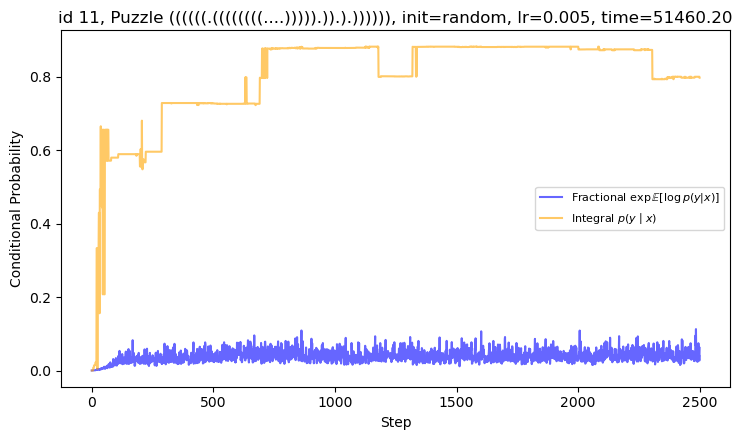 id 11, Puzzle ((((((.((((((((....))))).)).).)))))), init=random, lr=0.005, time=51460.20
Conditional Probability
0.8
0.6
0.4
0.2
0.0
Fractional exp𝔼[log p(y|x)]
Integral p(y | x)
0 500 1000 1500 2000 2500
Step